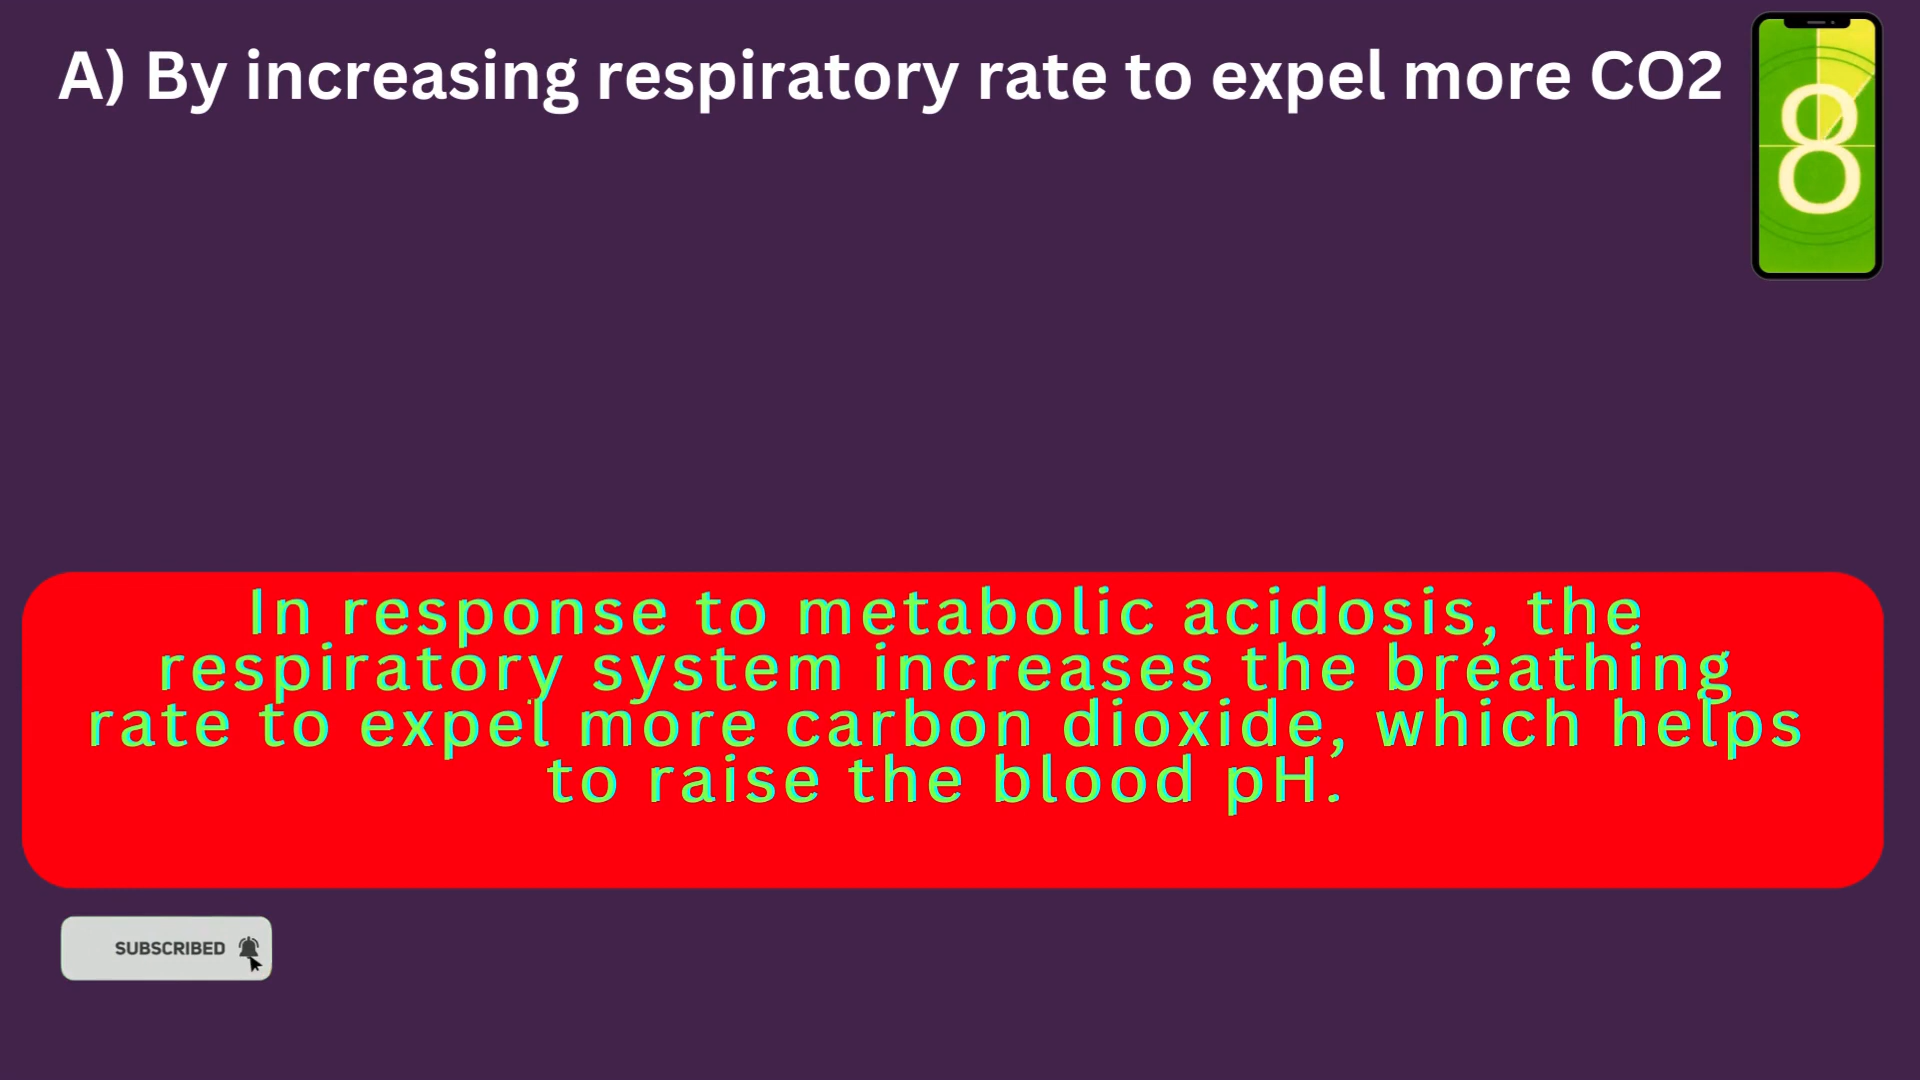 A) By increasing respiratory rate to expel more CO2
8
In response to metabolic acidosis, the
respiratory system increases the breathing
rate to expel more carbon dioxide, which helps
to raise the blood pH.
SUBSCRIBED